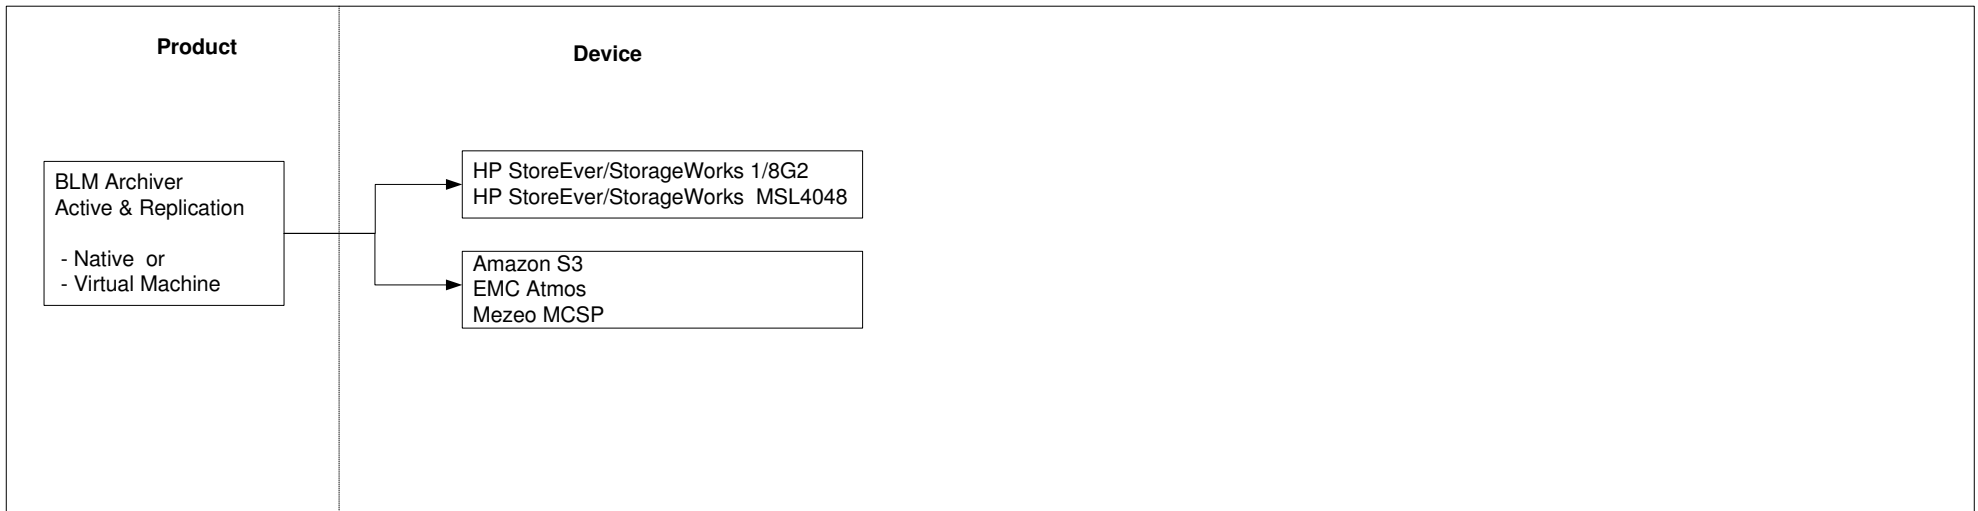 Product
Device
BLM Archiver
Active & Replication
- Native  or
- Virtual Machine
HP StoreEver/StorageWorks 1/8G2
HP StoreEver/StorageWorks  MSL4048
Amazon S3
EMC Atmos
Mezeo MCSP